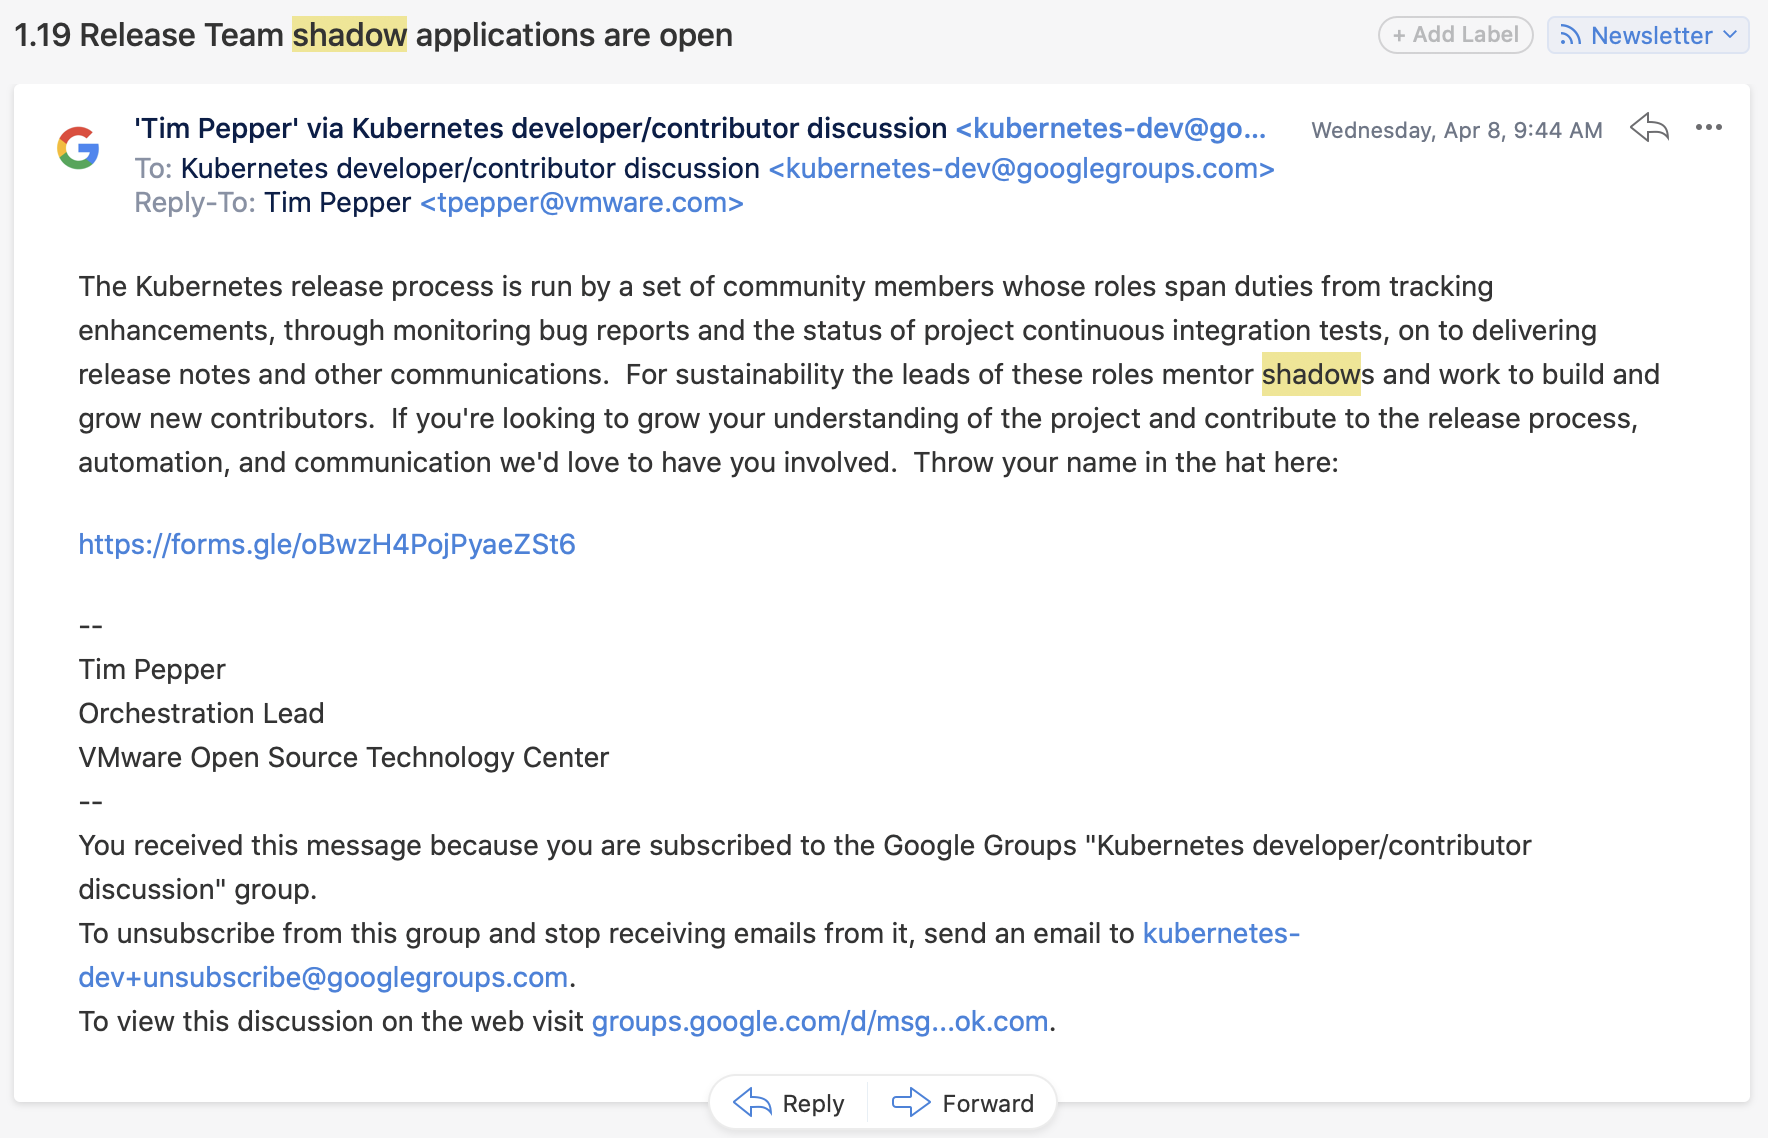 1.19 Release Team shadow applications are open
+ Add Label
Newsletter
'Tim Pepper' via Kubernetes developer/contributor discussion <kubernetes-dev@go...
Wednesday, Apr 8, 9:44 AM
To: Kubernetes developer/contributor discussion <kubernetes-dev@googlegroups.com>
Reply-To: Tim Pepper <tpepper@vmware.com>
The Kubernetes release process is run by a set of community members whose roles span duties from tracking
enhancements, through monitoring bug reports and the status of project continuous integration tests, on to delivering
release notes and other communications.  For sustainability the leads of these roles mentor shadows and work to build and
grow new contributors.  If you're looking to grow your understanding of the project and contribute to the release process,
automation, and communication we'd love to have you involved.  Throw your name in the hat here:
https://forms.gle/oBwzH4PojPyaeZSt6
--
Tim Pepper
Orchestration Lead
VMware Open Source Technology Center
--
You received this message because you are subscribed to the Google Groups "Kubernetes developer/contributor
discussion" group.
To unsubscribe from this group and stop receiving emails from it, send an email to kubernetes-
dev+unsubscribe@googlegroups.com.
To view this discussion on the web visit groups.google.com/d/msg...ok.com.
Reply
Forward